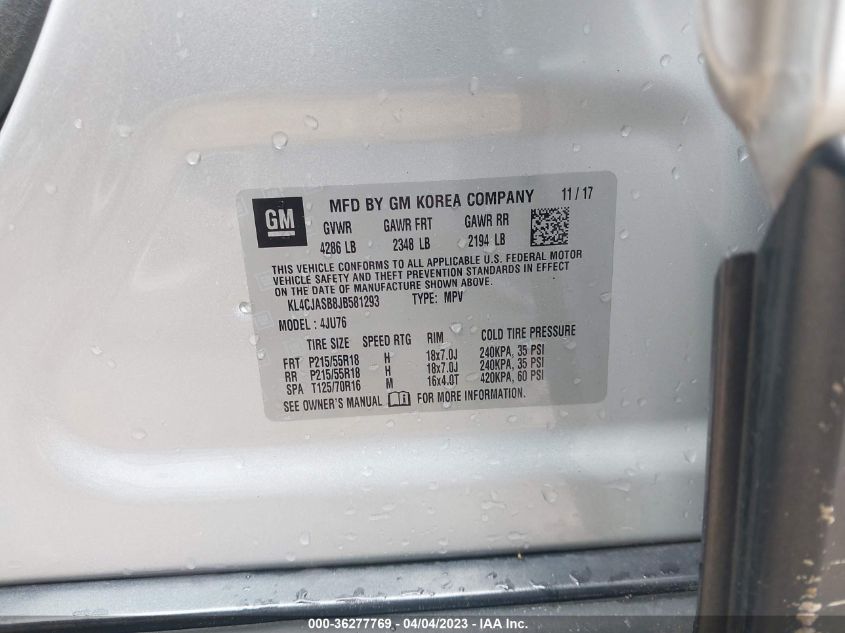 GM
MFD BY GM KOREA COMPANY 11 / 17
GVWR GAWR FRT GAWR RR
4286 LB 2348 LB 2194 LB
THIS VEHICLE CONFORMS TO ALL APPLICABLE U.S. FEDERAL MOTOR
VEHICLE SAFETY AND THEFT PREVENTION STANDARDS IN EFFECT
ON THE DATE OF MANUFACTURE SHOWN ABOVE.
KL4CJASB8JB581293 TYPE: MPV
MODEL: 4JU76
TIRE SIZE SPEED RTG RIM COLD TIRE PRESSURE
FRT P215/55R18 H 18x7.0J 240KPA, 35 PSI
RR P215/55R18 H 18x7.0J 240KPA, 35 PSI
SPA T125/70R16 M 16x4.0T 420KPA, 60 PSI
SEE OWNER'S MANUAL FOR MORE INFORMATION.
000-36277769 - 04/04/2023 - IAA Inc.